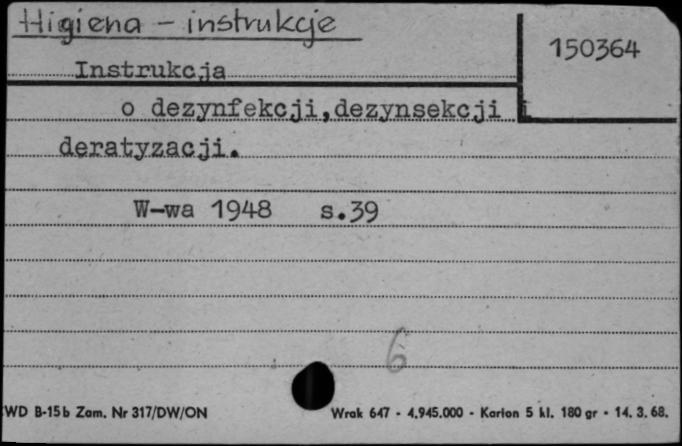 Higiena - instrukcje
150364
Instrukcja
o dezynfekcji,dezynsekcji i
deratyzacji.
W-wa 1948 s.39
6
WD B-15b Zam. Nr 317/DW/ON Wrak 647 - 4.945.000 - Karton 5 kl. 180 gr - 14. 3. 68.